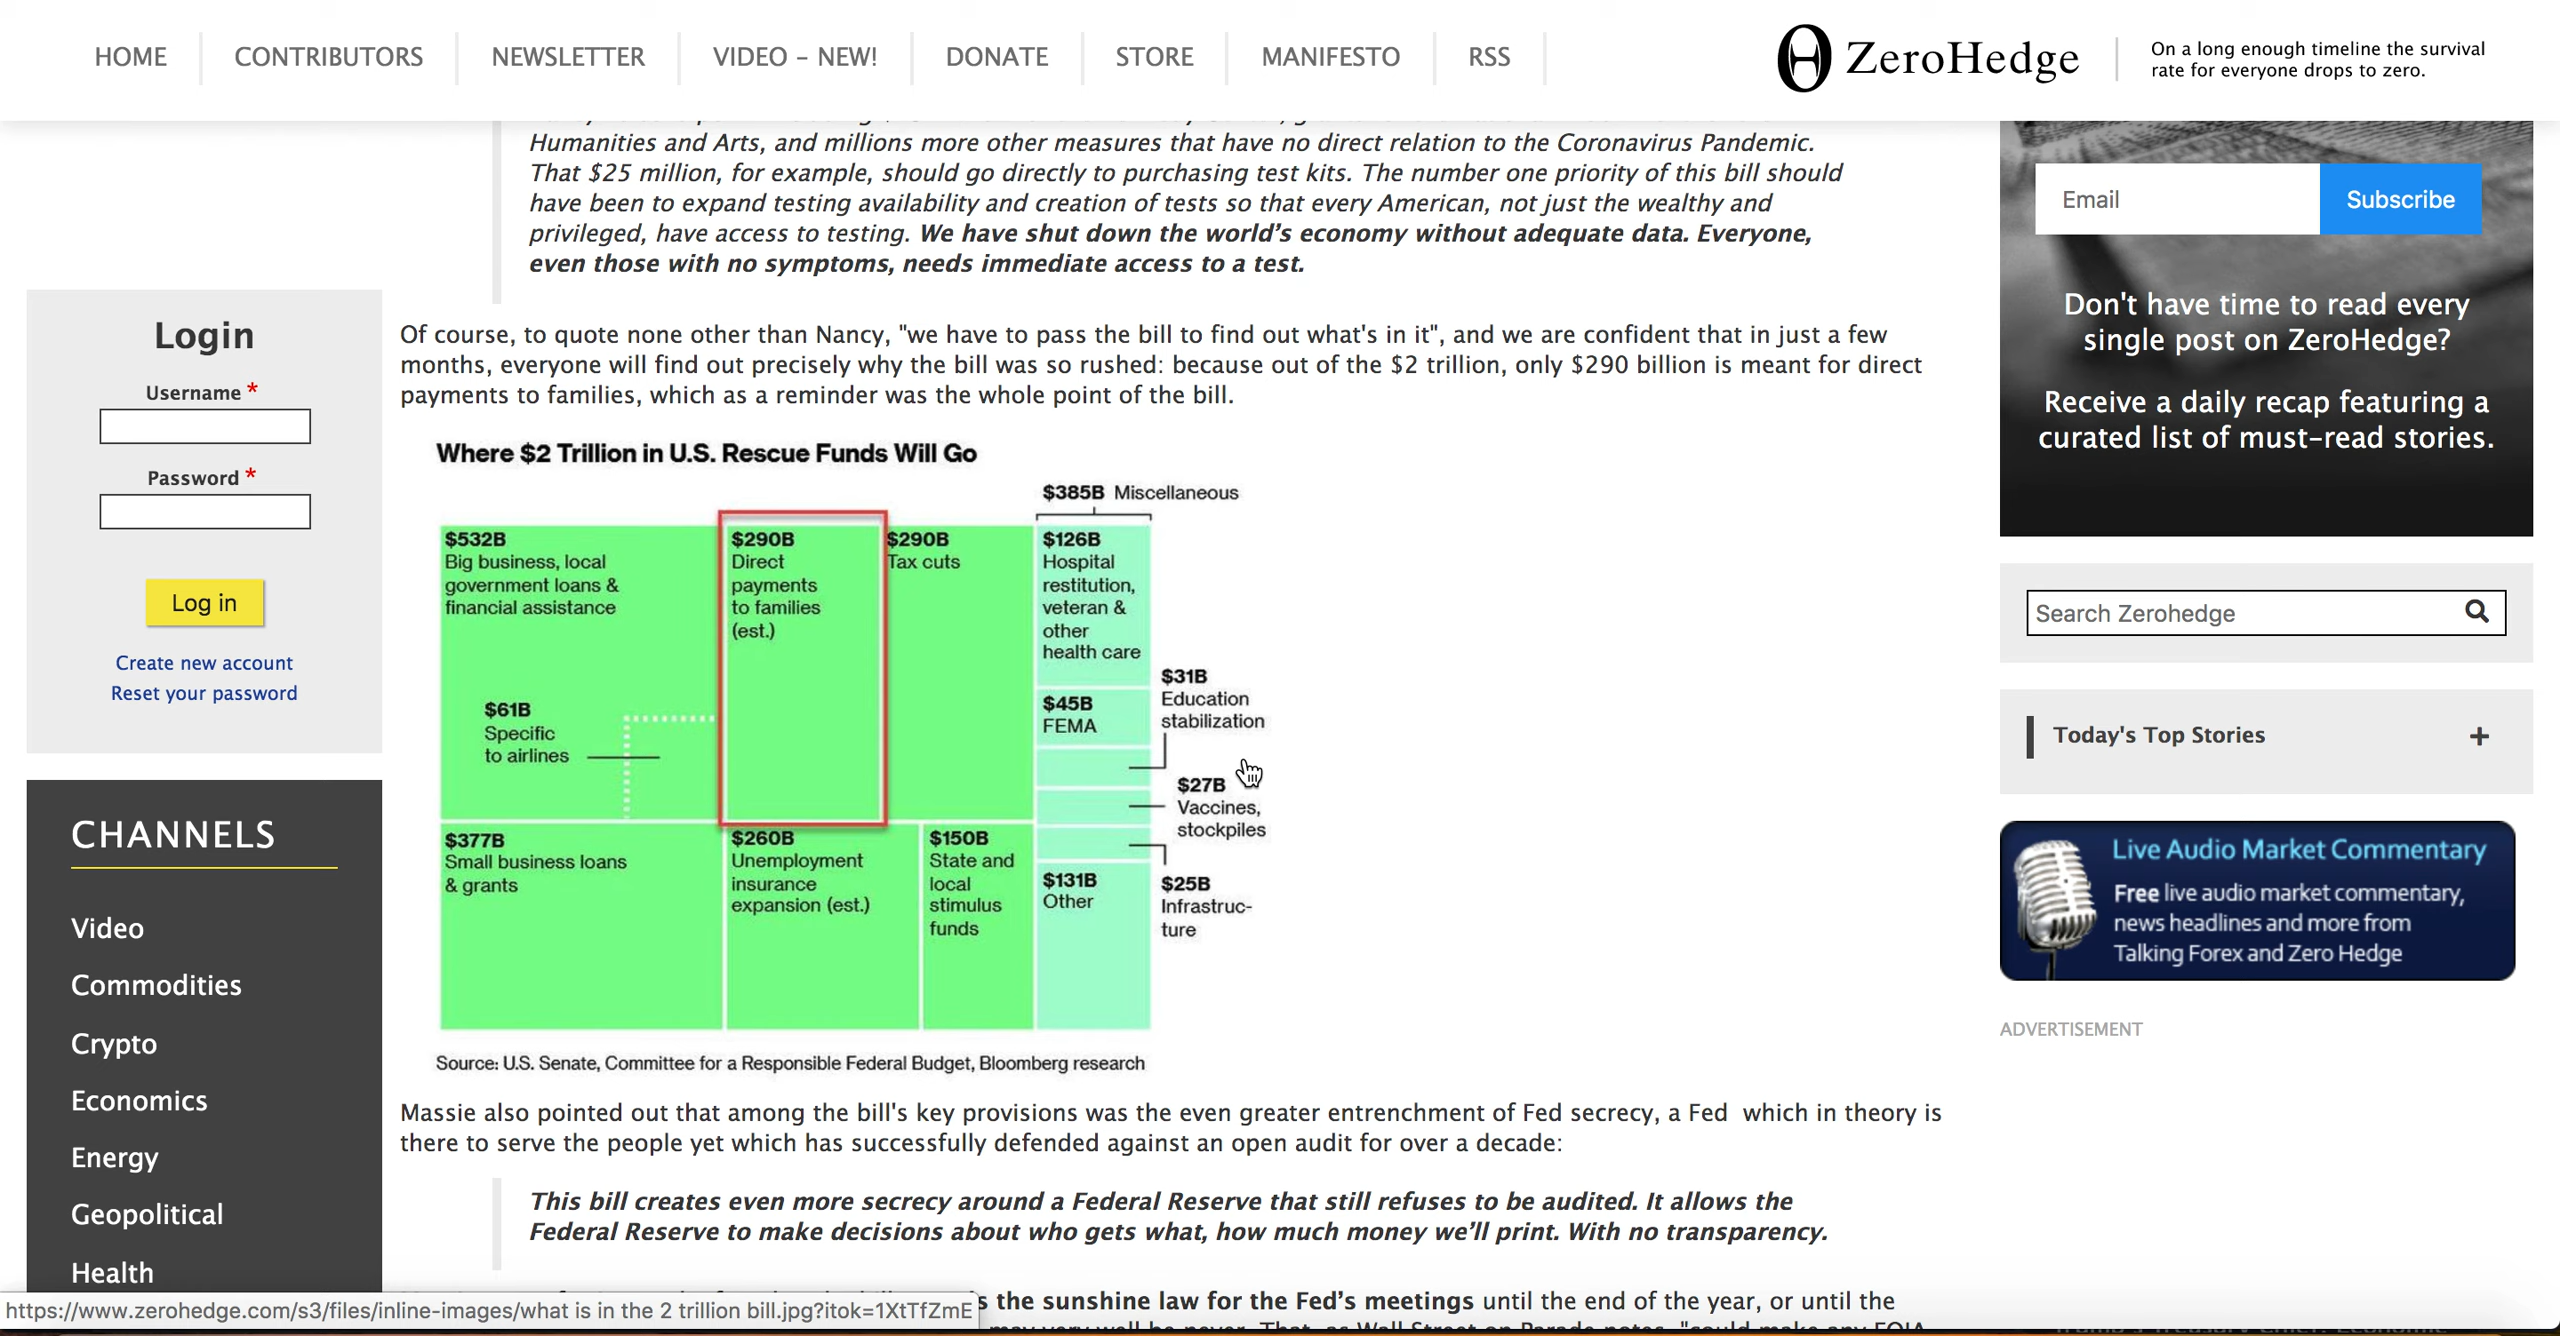 HOME
CONTRIBUTORS
NEWSLETTER
VIDEO – NEW!
DONATE
STORE
MANIFESTO
RSS
ZeroHedge
On a long enough timeline the survival
rate for everyone drops to zero.
Humanities and Arts, and millions more other measures that have no direct relation to the Coronavirus Pandemic.
That $25 million, for example, should go directly to purchasing test kits. The number one priority of this bill should
have been to expand testing availability and creation of tests so that every American, not just the wealthy and
privileged, have access to testing. We have shut down the world's economy without adequate data. Everyone,
even those with no symptoms, needs immediate access to a test.
Of course, to quote none other than Nancy, "we have to pass the bill to find out what's in it", and we are confident that in just a few
months, everyone will find out precisely why the bill was so rushed: because out of the $2 trillion, only $290 billion is meant for direct
payments to families, which as a reminder was the whole point of the bill.
Login
Username *
Password *
Log in
Create new account
Reset your password
CHANNELS
Video
Commodities
Crypto
Economics
Energy
Geopolitical
Health
Where $2 Trillion in U.S. Rescue Funds Will Go
$385B Miscellaneous
$532B
Big business, local
government loans &
financial assistance
$61B
Specific
to airlines
$290B
Direct
payments
to families
(est.)
$290B
Tax cuts
$126B
Hospital
restitution,
veteran &
other
health care
$45B
FEMA
$31B
Education
stabilization
$27B
Vaccines,
stockpiles
$25B
Infrastruc-
ture
$131B
Other
$377B
Small business loans
& grants
$260B
Unemployment
insurance
expansion (est.)
$150B
State and
local
stimulus
funds
Source: U.S. Senate, Committee for a Responsible Federal Budget, Bloomberg research
Massie also pointed out that among the bill's key provisions was the even greater entrenchment of Fed secrecy, a Fed which in theory is
there to serve the people yet which has successfully defended against an open audit for over a decade:
This bill creates even more secrecy around a Federal Reserve that still refuses to be audited. It allows the
Federal Reserve to make decisions about who gets what, how much money we'll print. With no transparency.
s the sunshine law for the Fed's meetings until the end of the year, or until the
https://www.zerohedge.com/s3/files/inline-images/what is in the 2 trillion bill.jpg?itok=1XtTfZmE
Email
Subscribe
Don't have time to read every
single post on ZeroHedge?
Receive a daily recap featuring a
curated list of must-read stories.
Search Zerohedge
Today's Top Stories
+
Live Audio Market Commentary
Free live audio market commentary,
news headlines and more from
Talking Forex and Zero Hedge
ADVERTISEMENT